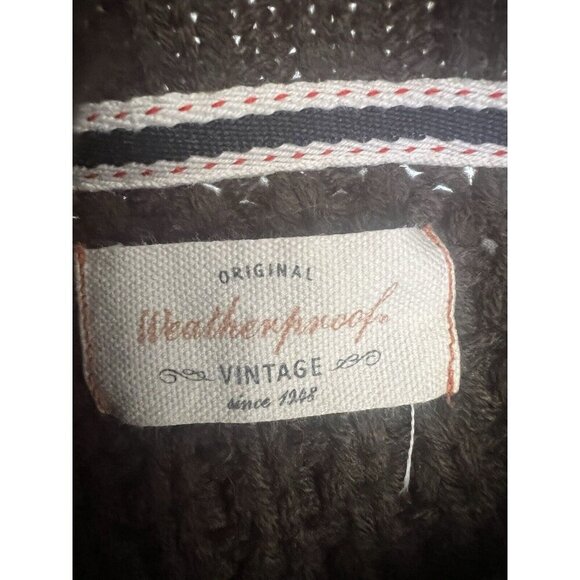 ORIGINAL
Weatherproof
VINTAGE
since 1948